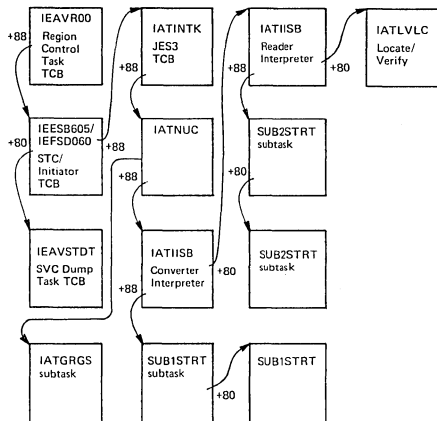 IEAVR00
Region
Control
Task
TCB
+88
IEESB605/
IEFSD060
STC/
Initiator
TCB
+80
+88
IEAVSTDT
SVC Dump
Task TCB
IATGRGS
subtask
IATINTK
JES3
TCB
+88
IATNUC
+88
IATIISB
Converter
Interpreter
+88
+80
SUB1STRT
subtask
+80
SUB1STRT
IATIISB
Reader
Interpreter
+88
+80
IATLVLC
Locate/
Verify
SUB2STRT
subtask
+80
SUB2STRT
subtask